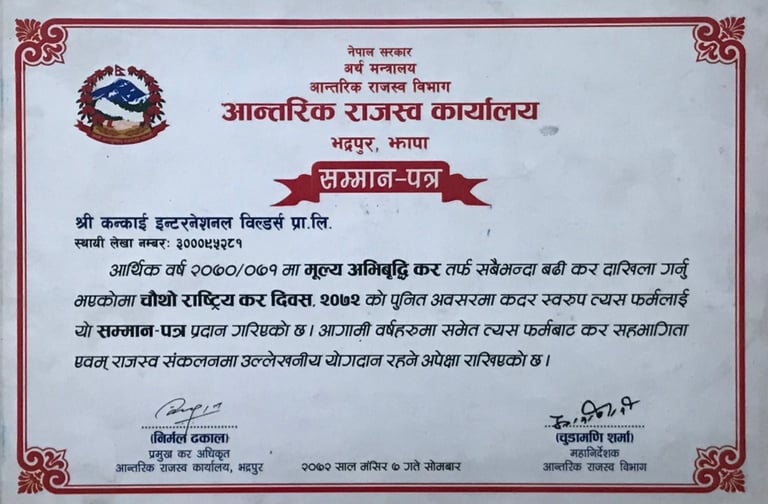 नेपाल सरकार
अर्थ मन्त्रालय
आन्तरिक राजस्व विभाग
आन्तरिक राजस्व कार्यालय
भद्रपुर, झापा
सम्मान-पत्र
श्री कन्काई इन्टरनेशनल विल्डर्स प्रा.लि.
स्थायी लेखा नम्बरः ३०००९५२८१
आर्थिक वर्ष २०७०/०७१ मा मूल्य अभिबृद्धि कर तर्फ सबैभन्दा बढी कर दाखिला गर्नु
भएकोमा चौथो राष्ट्रिय कर दिवस, २०७२ को पुनित अवसरमा कदर स्वरुप त्यस फर्मलाई
यो सम्मान-पत्र प्रदान गरिएको छ । आगामी वर्षहरुमा समेत त्यस फर्मबाट कर सहभागिता
एवम् राजस्व संकलनमा उल्लेखनीय योगदान रहने अपेक्षा राखिएको छ ।
(निर्मल ढकाल)
प्रमुख कर अधिकृत
आन्तरिक राजस्व कार्यालय, भद्रपुर
२०७२ साल मंसिर ७ गते सोमबार
(चुडामणि शर्मा)
महानिर्देशक
आन्तरिक राजस्व विभाग